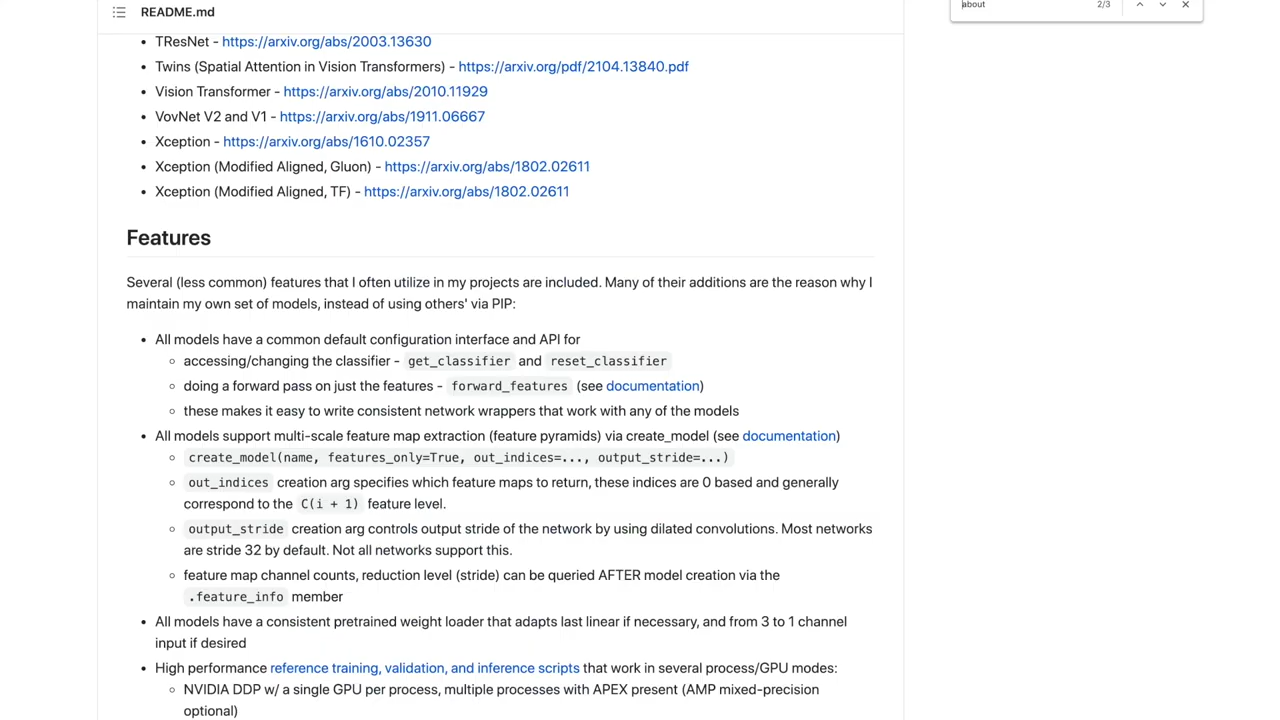 README.md
about 2/3
TResNet - https://arxiv.org/abs/2003.13630
Twins (Spatial Attention in Vision Transformers) - https://arxiv.org/pdf/2104.13840.pdf
Vision Transformer - https://arxiv.org/abs/2010.11929
VovNet V2 and V1 - https://arxiv.org/abs/1911.06667
Xception - https://arxiv.org/abs/1610.02357
Xception (Modified Aligned, Gluon) - https://arxiv.org/abs/1802.02611
Xception (Modified Aligned, TF) - https://arxiv.org/abs/1802.02611
Features
Several (less common) features that I often utilize in my projects are included. Many of their additions are the reason why I
maintain my own set of models, instead of using others' via PIP:
All models have a common default configuration interface and API for
accessing/changing the classifier - get_classifier and reset_classifier
doing a forward pass on just the features - forward_features (see documentation)
these makes it easy to write consistent network wrappers that work with any of the models
All models support multi-scale feature map extraction (feature pyramids) via create_model (see documentation)
create_model(name, features_only=True, out_indices=..., output_stride=...)
out_indices creation arg specifies which feature maps to return, these indices are 0 based and generally
correspond to the C(i + 1) feature level.
output_stride creation arg controls output stride of the network by using dilated convolutions. Most networks
are stride 32 by default. Not all networks support this.
feature map channel counts, reduction level (stride) can be queried AFTER model creation via the
.feature_info member
All models have a consistent pretrained weight loader that adapts last linear if necessary, and from 3 to 1 channel
input if desired
High performance reference training, validation, and inference scripts that work in several process/GPU modes:
NVIDIA DDP w/ a single GPU per process, multiple processes with APEX present (AMP mixed-precision
optional)